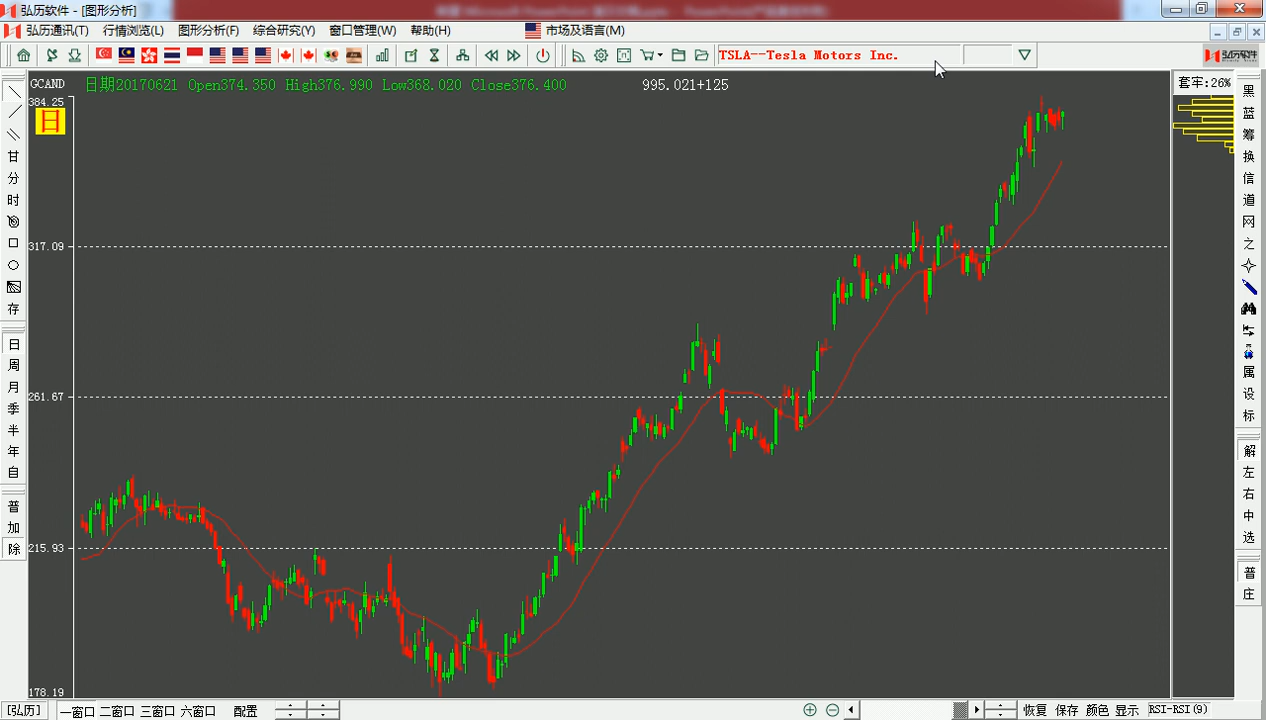 弘历软件 - [图形分析]
弘历通讯(T) 行情浏览(L) 图形分析(F) 综合研究(Y) 窗口管理(W) 帮助(H) 市场及语言(M)
TSLA--Tesla Motors Inc.
弘历软件
GCAND 日期20170621 Open374.350 High376.990 Low368.020 Close376.400 995.021+125 套牢:26%
384.25
日
317.09
261.67
215.93
178.19
甘
分
时
存
日
周
月
季
半
年
自
普
加
除
黑
蓝
筹
换
信
道
网
之
属
设
标
解
左
右
中
选
普
庄
[弘历] 一窗口 二窗口 三窗口 六窗口 配置 恢复 保存 颜色 显示 RSI-RSI(9)